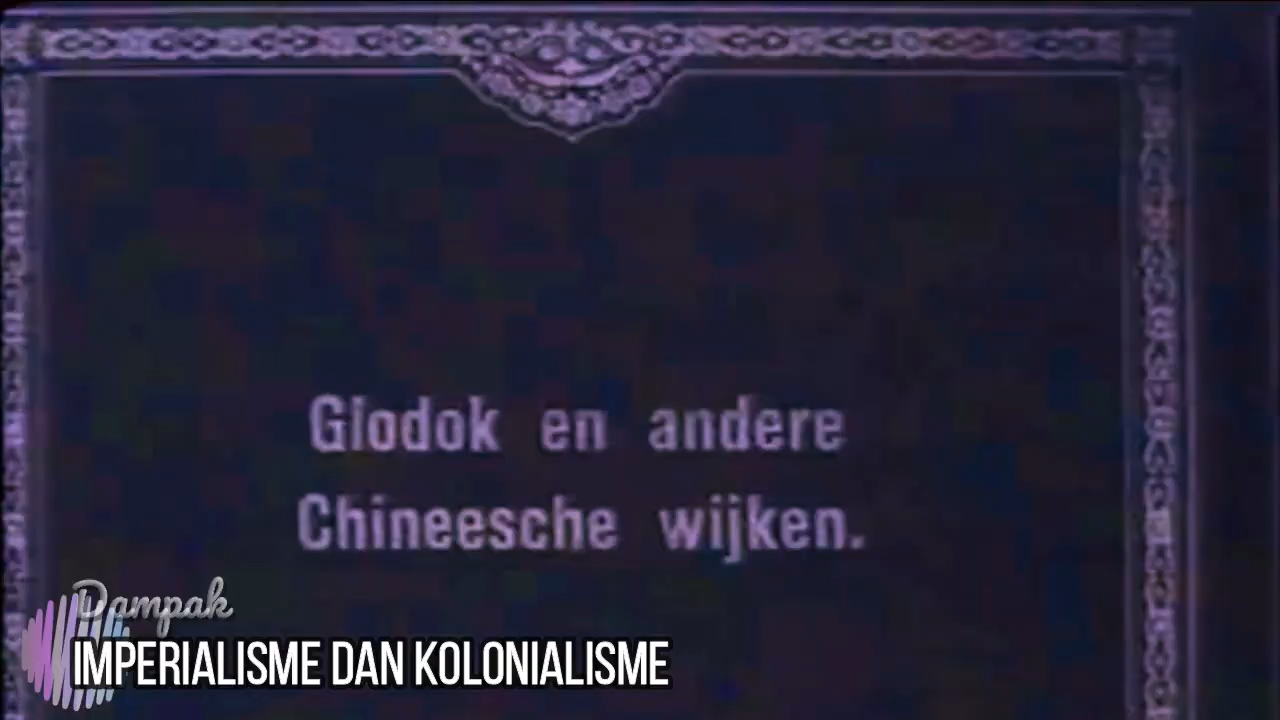 Glodok en andere
Chineesche wijken.
Dampak
IMPERIALISME DAN KOLONIALISME